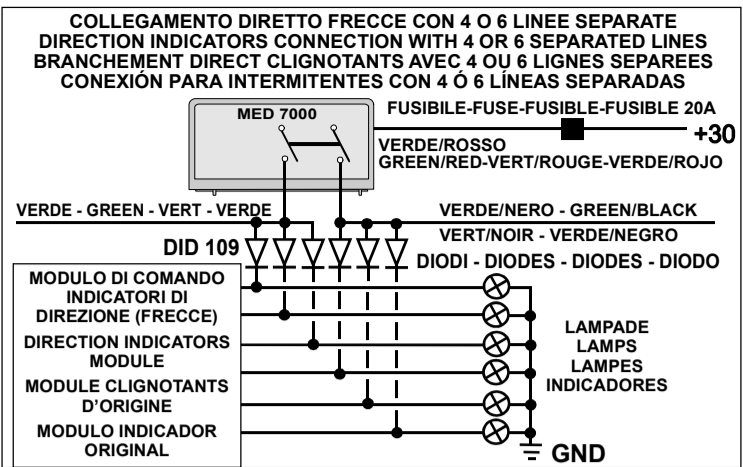 COLLEGAMENTO DIRETTO FRECCE CON 4 O 6 LINEE SEPARATE
DIRECTION INDICATORS CONNECTION WITH 4 OR 6 SEPARATED LINES
BRANCHEMENT DIRECT CLIGNOTANTS AVEC 4 OU 6 LIGNES SEPAREES
CONEXIÓN PARA INTERMITENTES CON 4 Ó 6 LÍNEAS SEPARADAS
MED 7000
FUSIBILE-FUSE-FUSIBLE-FUSIBLE 20A
+30
VERDE/ROSSO
GREEN/RED-VERT/ROUGE-VERDE/ROJO
VERDE - GREEN - VERT - VERDE
VERDE/NERO - GREEN/BLACK
VERT/NOIR - VERDE/NEGRO
DID 109
DIODI - DIODES - DIODES - DIODO
MODULO DI COMANDO
INDICATORI DI
DIREZIONE (FRECCE)
DIRECTION INDICATORS
MODULE
MODULE CLIGNOTANTS
D'ORIGINE
MODULO INDICADOR
ORIGINAL
LAMPADE
LAMPS
LAMPES
INDICADORES
GND